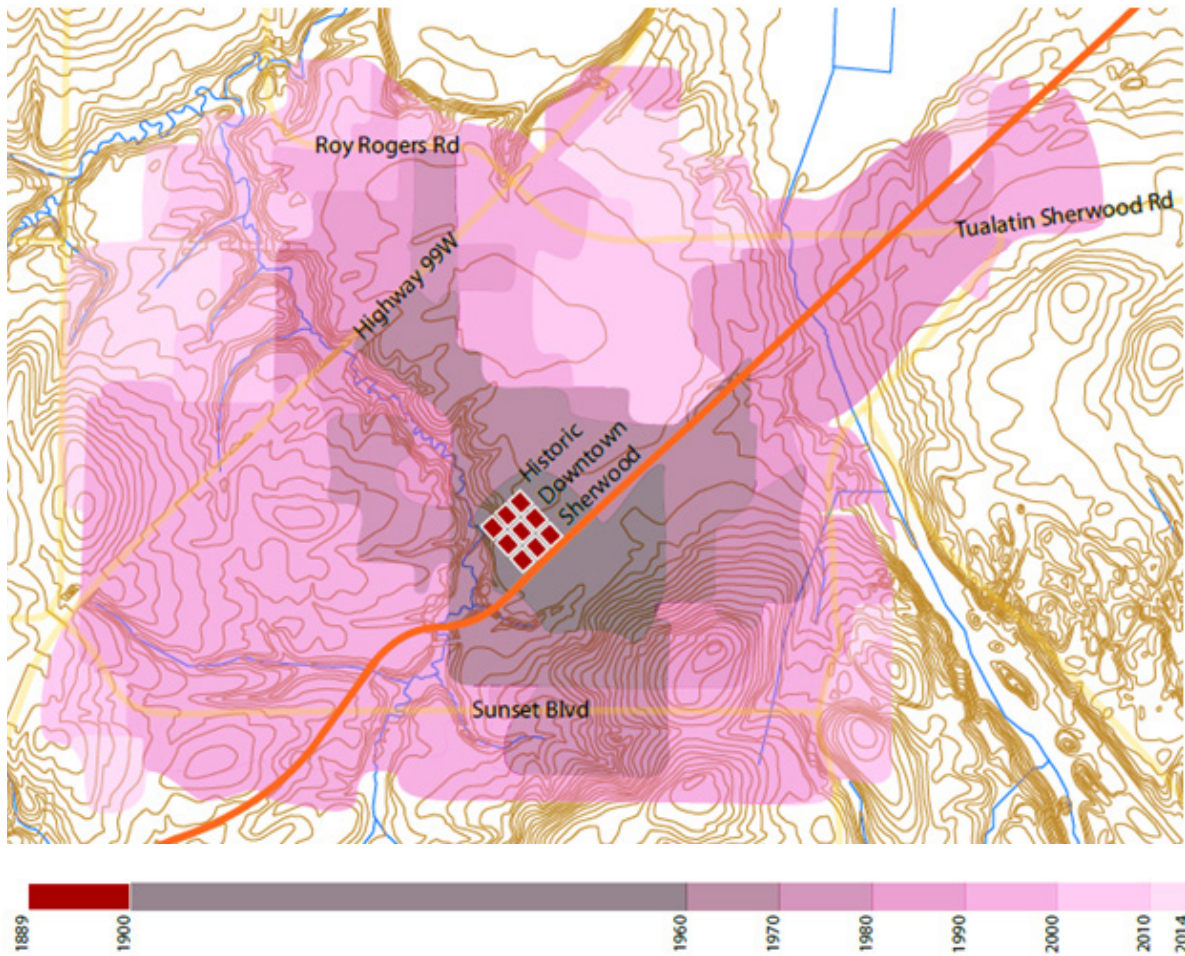 Roy Rogers Rd
Tualatin Sherwood Rd
Highway 99W
Historic
Downtown
Sherwood
Sunset Blvd
1889
1900
1960
1970
1980
1990
2000
2010
2014